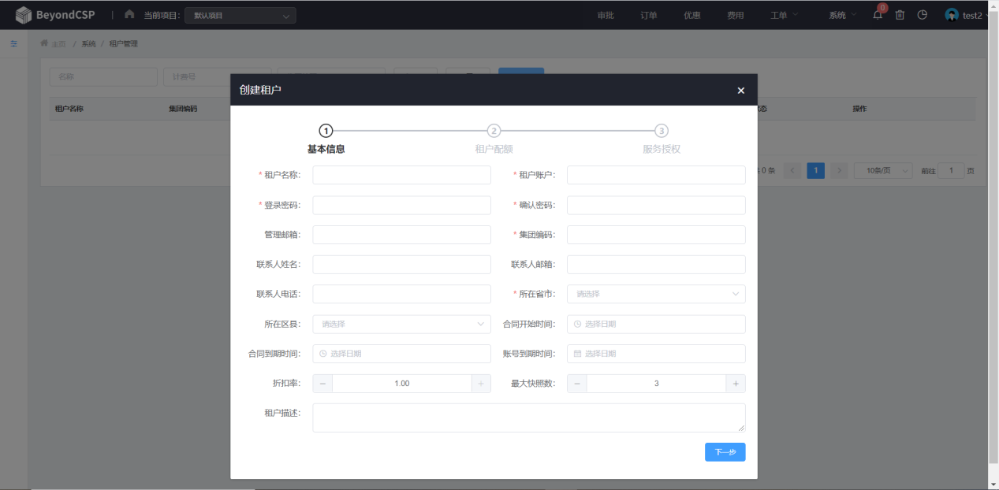 BeyondCSP | 当前项目: 默认项目 审批 订单 优惠 费用 工单 系统 0 test2
主页 / 系统 / 租户管理
名称 计费号
创建租户
租户名称 集团编码 操作
1 2 3
基本信息 租户配额 服务授权
* 租户名称: * 租户账户:
共 0 条 1 10条/页 前往 1 页
* 登录密码: * 确认密码:
管理邮箱: * 集团编码:
联系人姓名: 联系人邮箱:
联系人电话: * 所在省市: 请选择
所在区县: 请选择 合同开始时间: 选择日期
合同到期时间: 选择日期 账号到期时间: 选择日期
折扣率: − 1.00 + 最大快照数: − 3 +
租户描述:
下一步